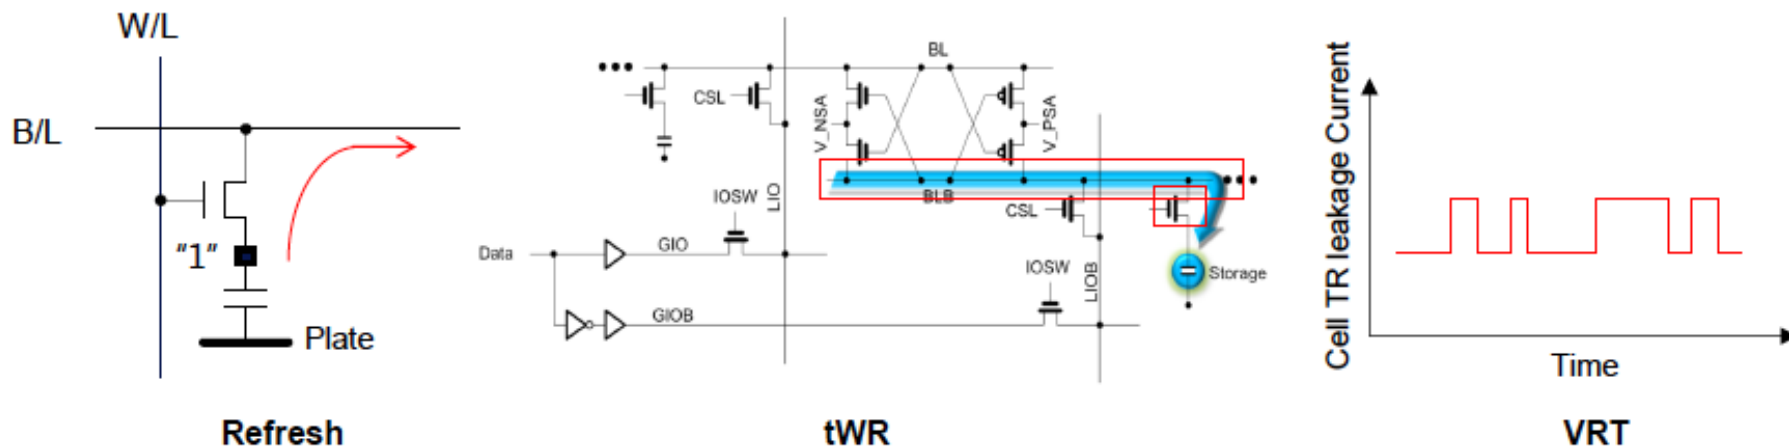 W/L
B/L
"1"
Plate
Refresh
BL
CSL
V_NSA
V_PSA
BLB
IOSW
LIO
CSL
Data
GIO
IOSW
LIOB
Storage
GIOB
tWR
Cell TR leakage Current
Time
VRT